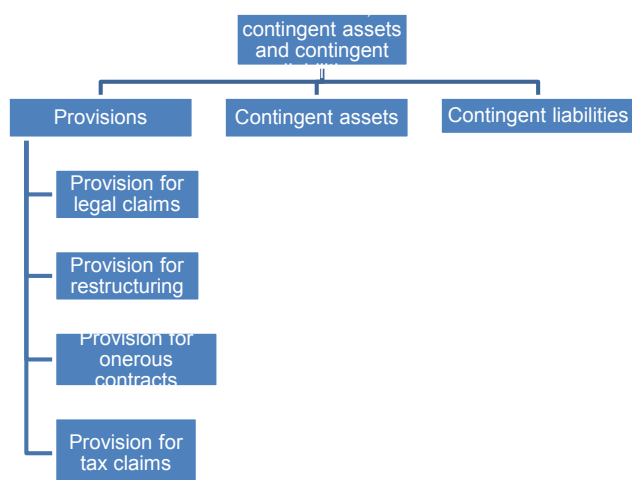 contingent assets
and contingent
Provisions
Contingent assets
Contingent liabilities
Provision for
legal claims
Provision for
restructuring
Provision for
onerous
contracts
Provision for
tax claims